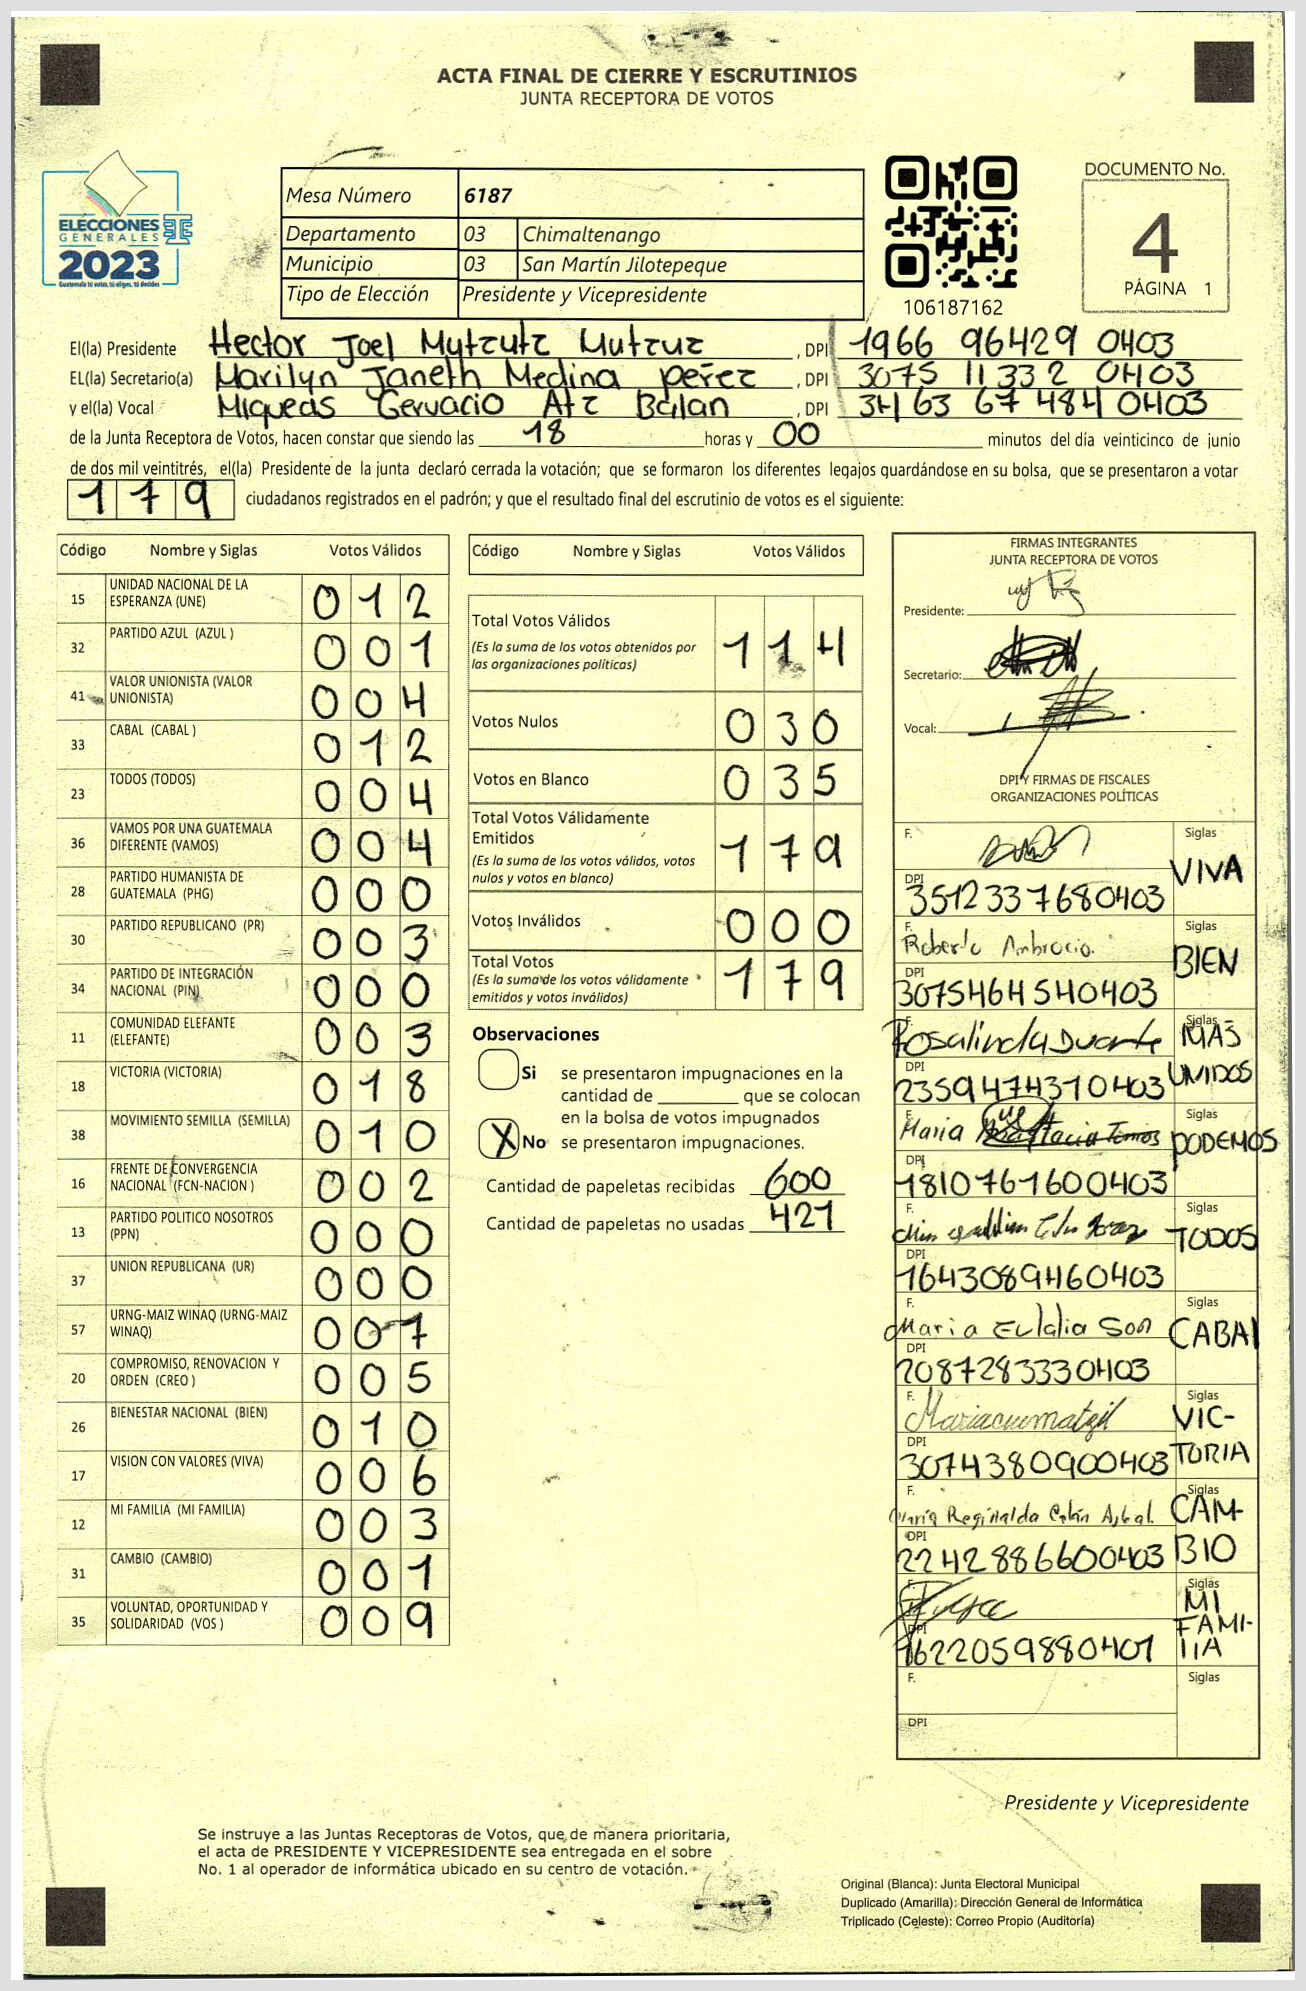 ACTA FINAL DE CIERRE Y ESCRUTINIOS
JUNTA RECEPTORA DE VOTOS
ELECCIONES
GENERALES
2023
Guatemala tú votas, tú eliges, tú decides
Mesa Número 6187
Departamento 03 Chimaltenango
Municipio 03 San Martín Jilotepeque
Tipo de Elección Presidente y Vicepresidente
106187162
DOCUMENTO No.
4
PÁGINA 1
El(la) Presidente Hector Joel Mutzutz Mutzuz, DPI 1966 96429 0403
EL(la) Secretario(a) Marilyn Janeth Medina perez, DPI 3075 11332 0403
y el(la) Vocal Miqueas Gervacio Atz Balan, DPI 3463 67484 0403
de la Junta Receptora de Votos, hacen constar que siendo las 18 horas y 00 minutos del día veinticinco de junio
de dos mil veintitrés, el(la) Presidente de la junta declaró cerrada la votación; que se formaron los diferentes legajos guardándose en su bolsa, que se presentaron a votar
179 ciudadanos registrados en el padrón; y que el resultado final del escrutinio de votos es el siguiente:
Código Nombre y Siglas Votos Válidos
15 UNIDAD NACIONAL DE LA ESPERANZA (UNE) 012
32 PARTIDO AZUL (AZUL ) 001
41 VALOR UNIONISTA (VALOR UNIONISTA) 004
33 CABAL (CABAL ) 012
23 TODOS (TODOS) 004
36 VAMOS POR UNA GUATEMALA DIFERENTE (VAMOS) 004
28 PARTIDO HUMANISTA DE GUATEMALA (PHG) 000
30 PARTIDO REPUBLICANO (PR) 003
34 PARTIDO DE INTEGRACIÓN NACIONAL (PIN) 000
11 COMUNIDAD ELEFANTE (ELEFANTE) 003
18 VICTORIA (VICTORIA) 018
38 MOVIMIENTO SEMILLA (SEMILLA) 010
16 FRENTE DE CONVERGENCIA NACIONAL (FCN-NACION ) 002
13 PARTIDO POLITICO NOSOTROS (PPN) 000
37 UNION REPUBLICANA (UR) 000
57 URNG-MAIZ WINAQ (URNG-MAIZ WINAQ) 007
20 COMPROMISO, RENOVACION Y ORDEN (CREO ) 005
26 BIENESTAR NACIONAL (BIEN) 010
17 VISION CON VALORES (VIVA) 006
12 MI FAMILIA (MI FAMILIA) 003
31 CAMBIO (CAMBIO) 001
35 VOLUNTAD, OPORTUNIDAD Y SOLIDARIDAD (VOS ) 009
Código Nombre y Siglas Votos Válidos
Total Votos Válidos 114
(Es la suma de los votos obtenidos por
las organizaciones políticas)
Votos Nulos 030
Votos en Blanco 035
Total Votos Válidamente
Emitidos 179
(Es la suma de los votos válidos, votos
nulos y votos en blanco)
Votos Inválidos 000
Total Votos 179
(Es la suma de los votos válidamente
emitidos y votos inválidos)
Observaciones
Si se presentaron impugnaciones en la
cantidad de ________ que se colocan
en la bolsa de votos impugnados
X No se presentaron impugnaciones.
Cantidad de papeletas recibidas 600
Cantidad de papeletas no usadas 421
FIRMAS INTEGRANTES
JUNTA RECEPTORA DE VOTOS
Presidente:
Secretario:
Vocal:
DPI Y FIRMAS DE FISCALES
ORGANIZACIONES POLÍTICAS
F. Siglas VIVA
DPI 3512337680403
F. Roberto Ambrocio. Siglas BIEN
DPI 3075464540403
F. Rosalinda Duarte Siglas MAS UNIDOS
DPI 2359474370403
F. Maria Siglas PODEMOS
DPI 1810761600403
F. Siglas TODOS
DPI 1643089460403
F. Maria Eulalia Son Siglas CABAl
DPI 2087283330403
F. Siglas VIC-TORIA
DPI 3074380900403
F. María Reginalda Siglas CAM-BIO
DPI 2242886600403
F. Siglas MI FAMI-lIA
DPI 1622059880401
F. Siglas
DPI
Presidente y Vicepresidente
Se instruye a las Juntas Receptoras de Votos, que de manera prioritaria,
el acta de PRESIDENTE Y VICEPRESIDENTE sea entregada en el sobre
No. 1 al operador de informática ubicado en su centro de votación.
Original (Blanca): Junta Electoral Municipal
Duplicado (Amarilla): Dirección General de Informática
Triplicado (Celeste): Correo Propio (Auditoría)